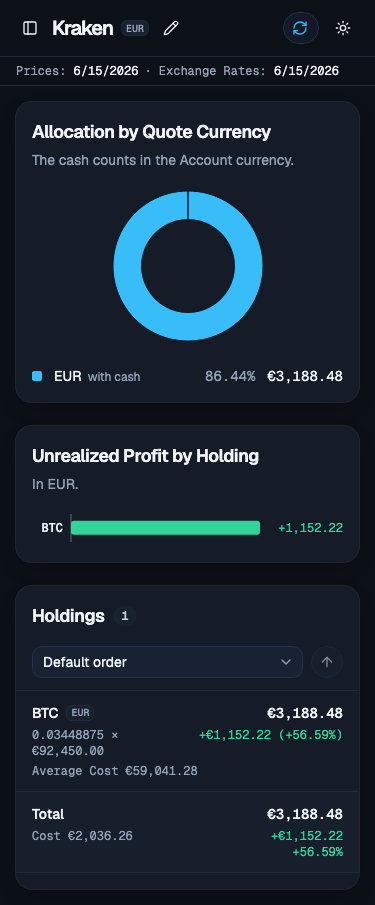 Kraken EUR
Prices: 6/15/2026 · Exchange Rates: 6/15/2026
Allocation by Quote Currency
The cash counts in the Account currency.
EUR with cash 86.44% €3,188.48
Unrealized Profit by Holding
In EUR.
BTC +1,152.22
Holdings 1
Default order
BTC EUR €3,188.48
0.03448875 × +€1,152.22 (+56.59%)
€92,450.00
Average Cost €59,041.28
Total €3,188.48
Cost €2,036.26 +€1,152.22
+56.59%